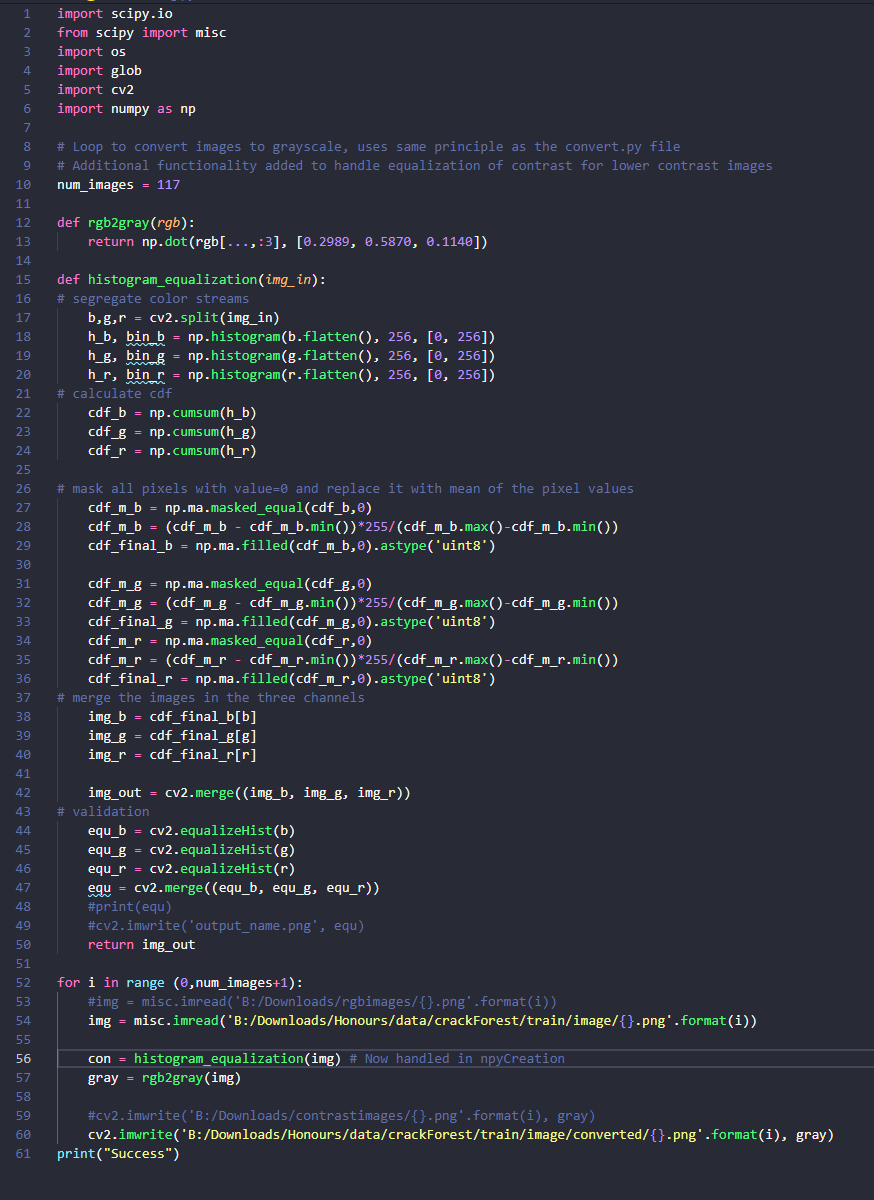 1 import scipy.io
2 from scipy import misc
3 import os
4 import glob
5 import cv2
6 import numpy as np
7
8 # Loop to convert images to grayscale, uses same principle as the convert.py file
9 # Additional functionality added to handle equalization of contrast for lower contrast images
10 num_images = 117
11
12 def rgb2gray(rgb):
13     return np.dot(rgb[...,:3], [0.2989, 0.5870, 0.1140])
14
15 def histogram_equalization(img_in):
16 # segregate color streams
17     b,g,r = cv2.split(img_in)
18     h_b, bin_b = np.histogram(b.flatten(), 256, [0, 256])
19     h_g, bin_g = np.histogram(g.flatten(), 256, [0, 256])
20     h_r, bin_r = np.histogram(r.flatten(), 256, [0, 256])
21 # calculate cdf
22     cdf_b = np.cumsum(h_b)
23     cdf_g = np.cumsum(h_g)
24     cdf_r = np.cumsum(h_r)
25
26 # mask all pixels with value=0 and replace it with mean of the pixel values
27     cdf_m_b = np.ma.masked_equal(cdf_b,0)
28     cdf_m_b = (cdf_m_b - cdf_m_b.min())*255/(cdf_m_b.max()-cdf_m_b.min())
29     cdf_final_b = np.ma.filled(cdf_m_b,0).astype('uint8')
30
31     cdf_m_g = np.ma.masked_equal(cdf_g,0)
32     cdf_m_g = (cdf_m_g - cdf_m_g.min())*255/(cdf_m_g.max()-cdf_m_g.min())
33     cdf_final_g = np.ma.filled(cdf_m_g,0).astype('uint8')
34     cdf_m_r = np.ma.masked_equal(cdf_r,0)
35     cdf_m_r = (cdf_m_r - cdf_m_r.min())*255/(cdf_m_r.max()-cdf_m_r.min())
36     cdf_final_r = np.ma.filled(cdf_m_r,0).astype('uint8')
37 # merge the images in the three channels
38     img_b = cdf_final_b[b]
39     img_g = cdf_final_g[g]
40     img_r = cdf_final_r[r]
41
42     img_out = cv2.merge((img_b, img_g, img_r))
43 # validation
44     equ_b = cv2.equalizeHist(b)
45     equ_g = cv2.equalizeHist(g)
46     equ_r = cv2.equalizeHist(r)
47     equ = cv2.merge((equ_b, equ_g, equ_r))
48     #print(equ)
49     #cv2.imwrite('output_name.png', equ)
50     return img_out
51
52 for i in range (0,num_images+1):
53     #img = misc.imread('B:/Downloads/rgbimages/{}.png'.format(i))
54     img = misc.imread('B:/Downloads/Honours/data/crackForest/train/image/{}.png'.format(i))
55
56     con = histogram_equalization(img) # Now handled in npyCreation
57     gray = rgb2gray(img)
58
59     #cv2.imwrite('B:/Downloads/contrastimages/{}.png'.format(i), gray)
60     cv2.imwrite('B:/Downloads/Honours/data/crackForest/train/image/converted/{}.png'.format(i), gray)
61 print("Success")